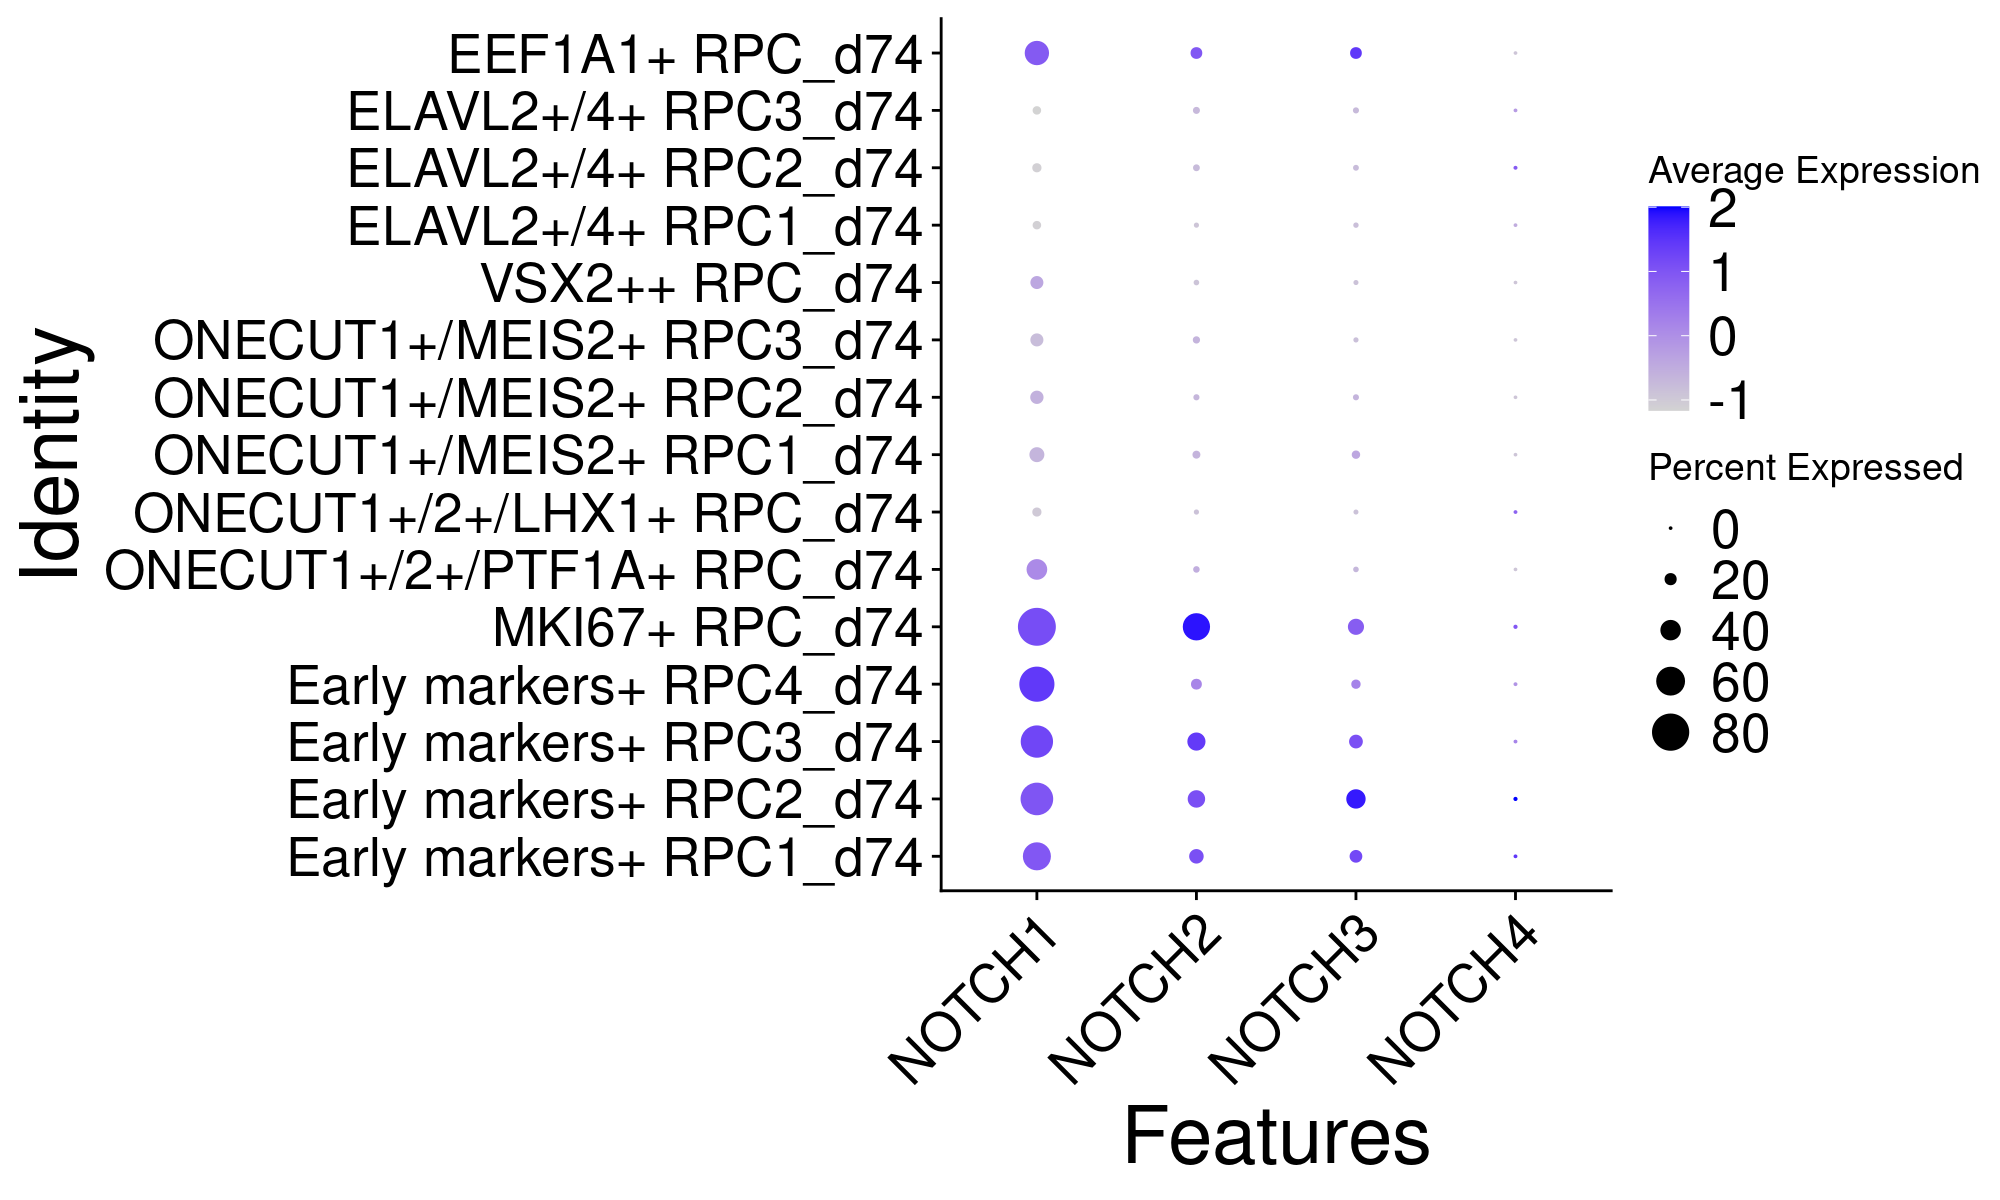 EEF1A1+ RPC_d74
ELAVL2+/4+ RPC3_d74
ELAVL2+/4+ RPC2_d74
ELAVL2+/4+ RPC1_d74
VSX2++ RPC_d74
ONECUT1+/MEIS2+ RPC3_d74
ONECUT1+/MEIS2+ RPC2_d74
ONECUT1+/MEIS2+ RPC1_d74
ONECUT1+/2+/LHX1+ RPC_d74
ONECUT1+/2+/PTF1A+ RPC_d74
MKI67+ RPC_d74
Early markers+ RPC4_d74
Early markers+ RPC3_d74
Early markers+ RPC2_d74
Early markers+ RPC1_d74
Identity
NOTCH1
NOTCH2
NOTCH3
NOTCH4
Features
Average Expression
2
1
0
-1
Percent Expressed
0
20
40
60
80